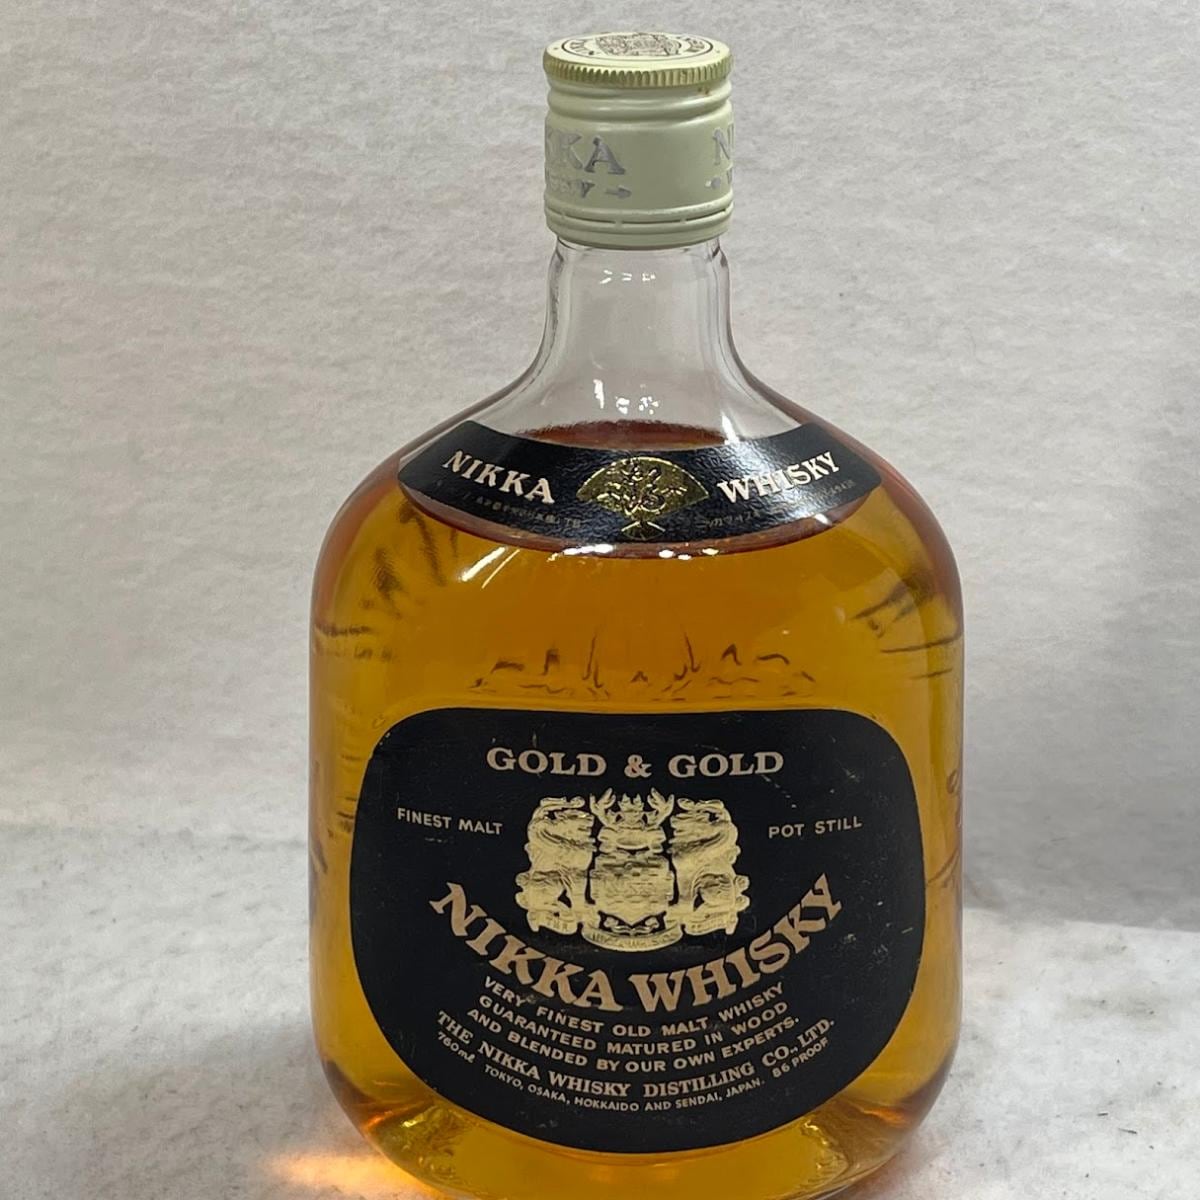 NIKKA WHISKY
GOLD & GOLD
FINEST MALT
POT STILL
NIKKA WHISKY
VERY FINEST OLD MALT WHISKY
GUARANTEED MATURED IN WOOD
AND BLENDED BY OUR OWN EXPERTS.
THE NIKKA WHISKY DISTILLING CO., LTD.
760ml TOKYO, OSAKA, HOKKAIDO AND SENDAI, JAPAN. 86 PROOF